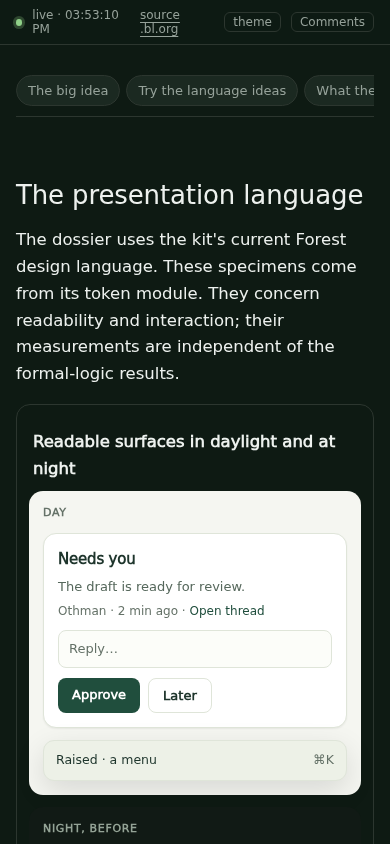 live · 03:53:10 PM
source.bl.org
theme
Comments
The big idea
Try the language ideas
What the
The presentation language
The dossier uses the kit's current Forest
design language. These specimens come
from its token module. They concern
readability and interaction; their
measurements are independent of the
formal-logic results.
Readable surfaces in daylight and at
night
DAY
Needs you
The draft is ready for review.
Othman · 2 min ago · Open thread
Reply…
Approve
Later
Raised · a menu
⌘K
NIGHT, BEFORE